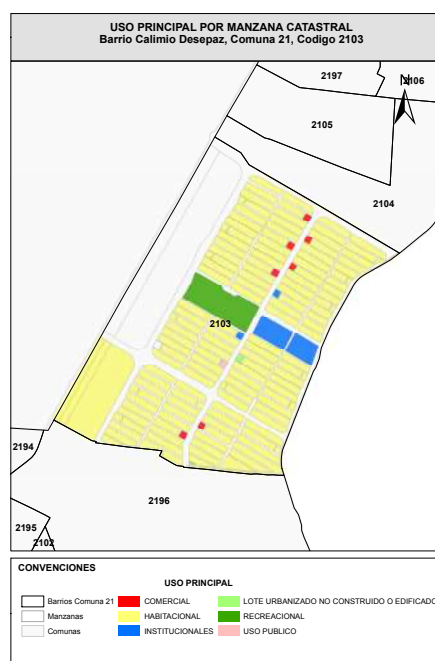 USO PRINCIPAL POR MANZANA CATASTRAL
Barrio Calimio Desepaz, Comuna 21, Codigo 2103
2197
N
2106
2105
2104
2103
2194
2196
2195
2102
CONVENCIONES
USO PRINCIPAL
Barrios Comuna 21 COMERCIAL LOTE URBANIZADO NO CONSTRUIDO O EDIFICADO
Manzanas HABITACIONAL RECREACIONAL
Comunas INSTITUCIONALES USO PUBLICO